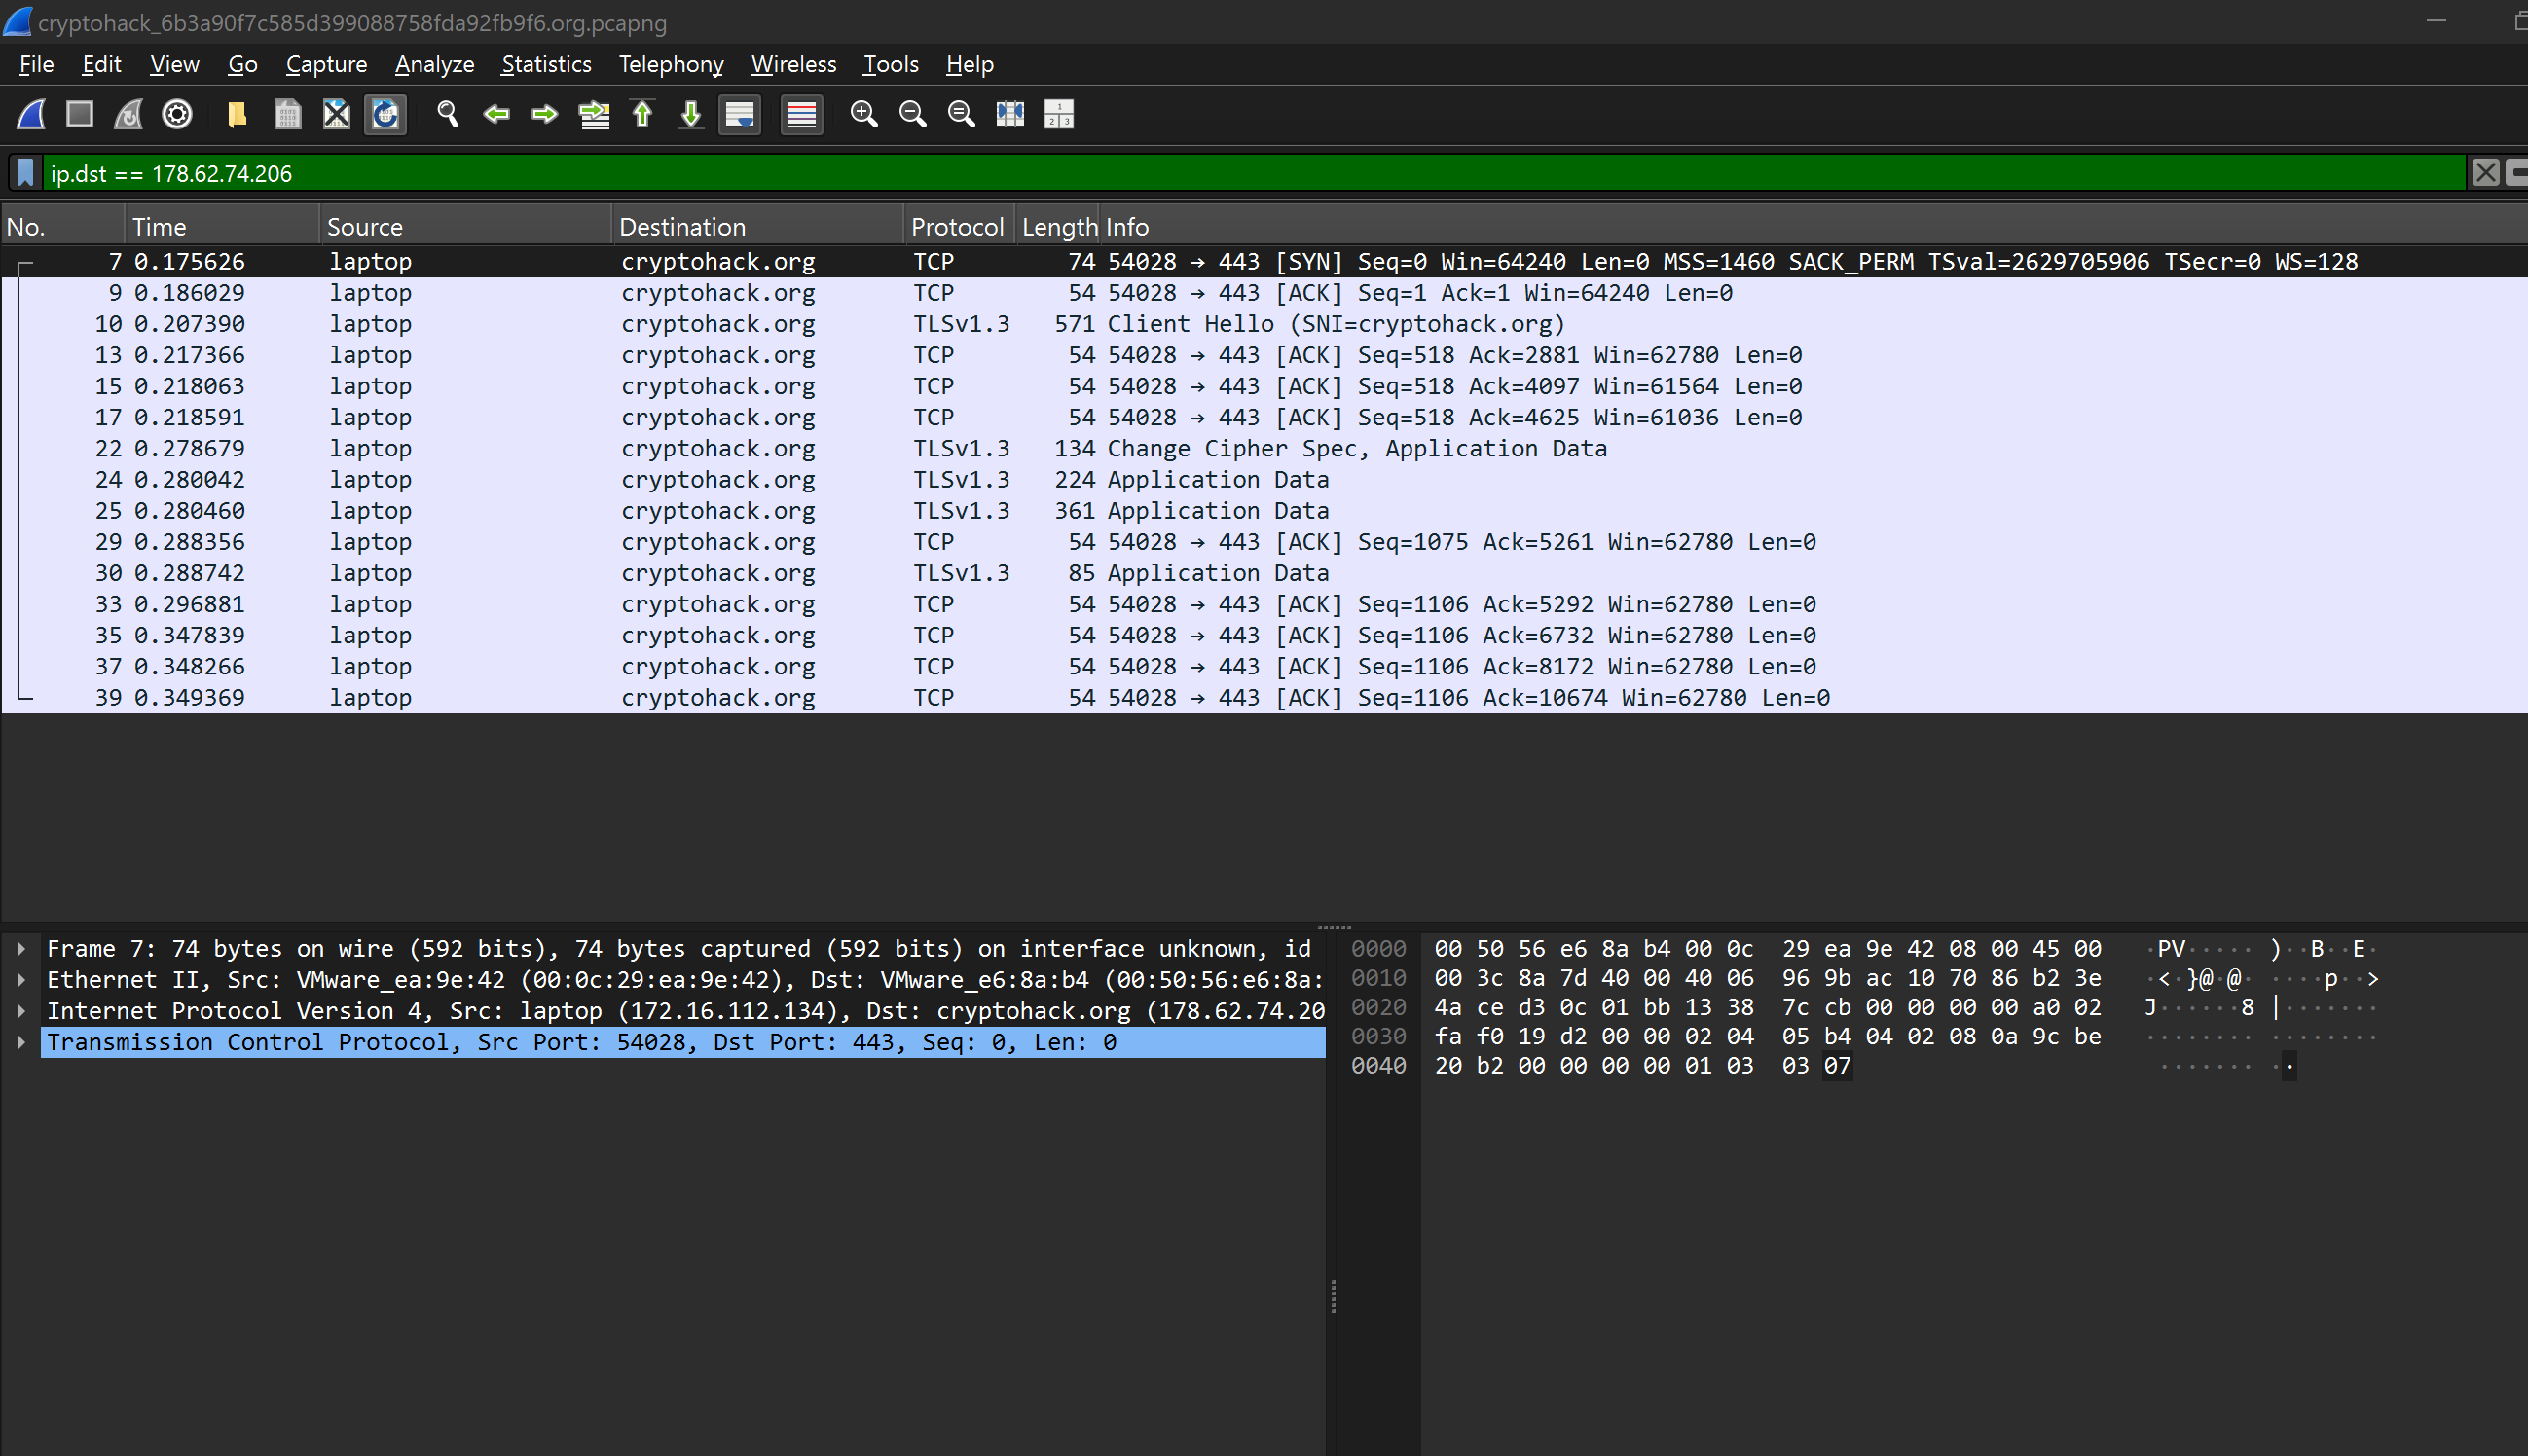 cryptohack_6b3a90f7c585d399088758fda92fb9f6.org.pcapng
File Edit View Go Capture Analyze Statistics Telephony Wireless Tools Help
ip.dst == 178.62.74.206
No. Time Source Destination Protocol Length Info
7 0.175626 laptop cryptohack.org TCP 74 54028 → 443 [SYN] Seq=0 Win=64240 Len=0 MSS=1460 SACK_PERM TSval=2629705906 TSecr=0 WS=128
9 0.186029 laptop cryptohack.org TCP 54 54028 → 443 [ACK] Seq=1 Ack=1 Win=64240 Len=0
10 0.207390 laptop cryptohack.org TLSv1.3 571 Client Hello (SNI=cryptohack.org)
13 0.217366 laptop cryptohack.org TCP 54 54028 → 443 [ACK] Seq=518 Ack=2881 Win=62780 Len=0
15 0.218063 laptop cryptohack.org TCP 54 54028 → 443 [ACK] Seq=518 Ack=4097 Win=61564 Len=0
17 0.218591 laptop cryptohack.org TCP 54 54028 → 443 [ACK] Seq=518 Ack=4625 Win=61036 Len=0
22 0.278679 laptop cryptohack.org TLSv1.3 134 Change Cipher Spec, Application Data
24 0.280042 laptop cryptohack.org TLSv1.3 224 Application Data
25 0.280460 laptop cryptohack.org TLSv1.3 361 Application Data
29 0.288356 laptop cryptohack.org TCP 54 54028 → 443 [ACK] Seq=1075 Ack=5261 Win=62780 Len=0
30 0.288742 laptop cryptohack.org TLSv1.3 85 Application Data
33 0.296881 laptop cryptohack.org TCP 54 54028 → 443 [ACK] Seq=1106 Ack=5292 Win=62780 Len=0
35 0.347839 laptop cryptohack.org TCP 54 54028 → 443 [ACK] Seq=1106 Ack=6732 Win=62780 Len=0
37 0.348266 laptop cryptohack.org TCP 54 54028 → 443 [ACK] Seq=1106 Ack=8172 Win=62780 Len=0
39 0.349369 laptop cryptohack.org TCP 54 54028 → 443 [ACK] Seq=1106 Ack=10674 Win=62780 Len=0
Frame 7: 74 bytes on wire (592 bits), 74 bytes captured (592 bits) on interface unknown, id
Ethernet II, Src: VMware_ea:9e:42 (00:0c:29:ea:9e:42), Dst: VMware_e6:8a:b4 (00:50:56:e6:8a:
Internet Protocol Version 4, Src: laptop (172.16.112.134), Dst: cryptohack.org (178.62.74.20
Transmission Control Protocol, Src Port: 54028, Dst Port: 443, Seq: 0, Len: 0
0000 00 50 56 e6 8a b4 00 0c 29 ea 9e 42 08 00 45 00 ·PV····· )··B··E·
0010 00 3c 8a 7d 40 00 40 06 96 9b ac 10 70 86 b2 3e ·<·}@·@· ····p··>
0020 4a ce d3 0c 01 bb 13 38 7c cb 00 00 00 00 a0 02 J······8 |·······
0030 fa f0 19 d2 00 00 02 04 05 b4 04 02 08 0a 9c be ········ ········
0040 20 b2 00 00 00 00 01 03 03 07 ······· ··